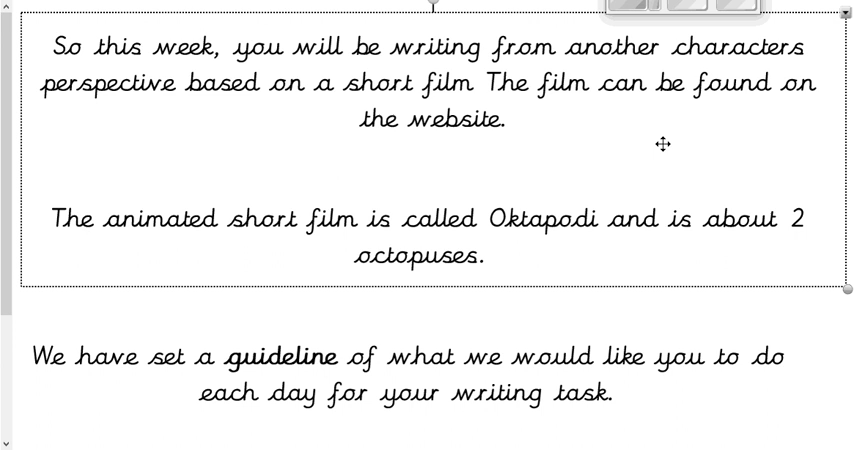 So this week, you will be writing from another characters
perspective based on a short film The film can be found on
the website.
The animated short film is called Oktapodi and is about 2
octopuses.
We have set a guideline of what we would like you to do
each day for your writing task.